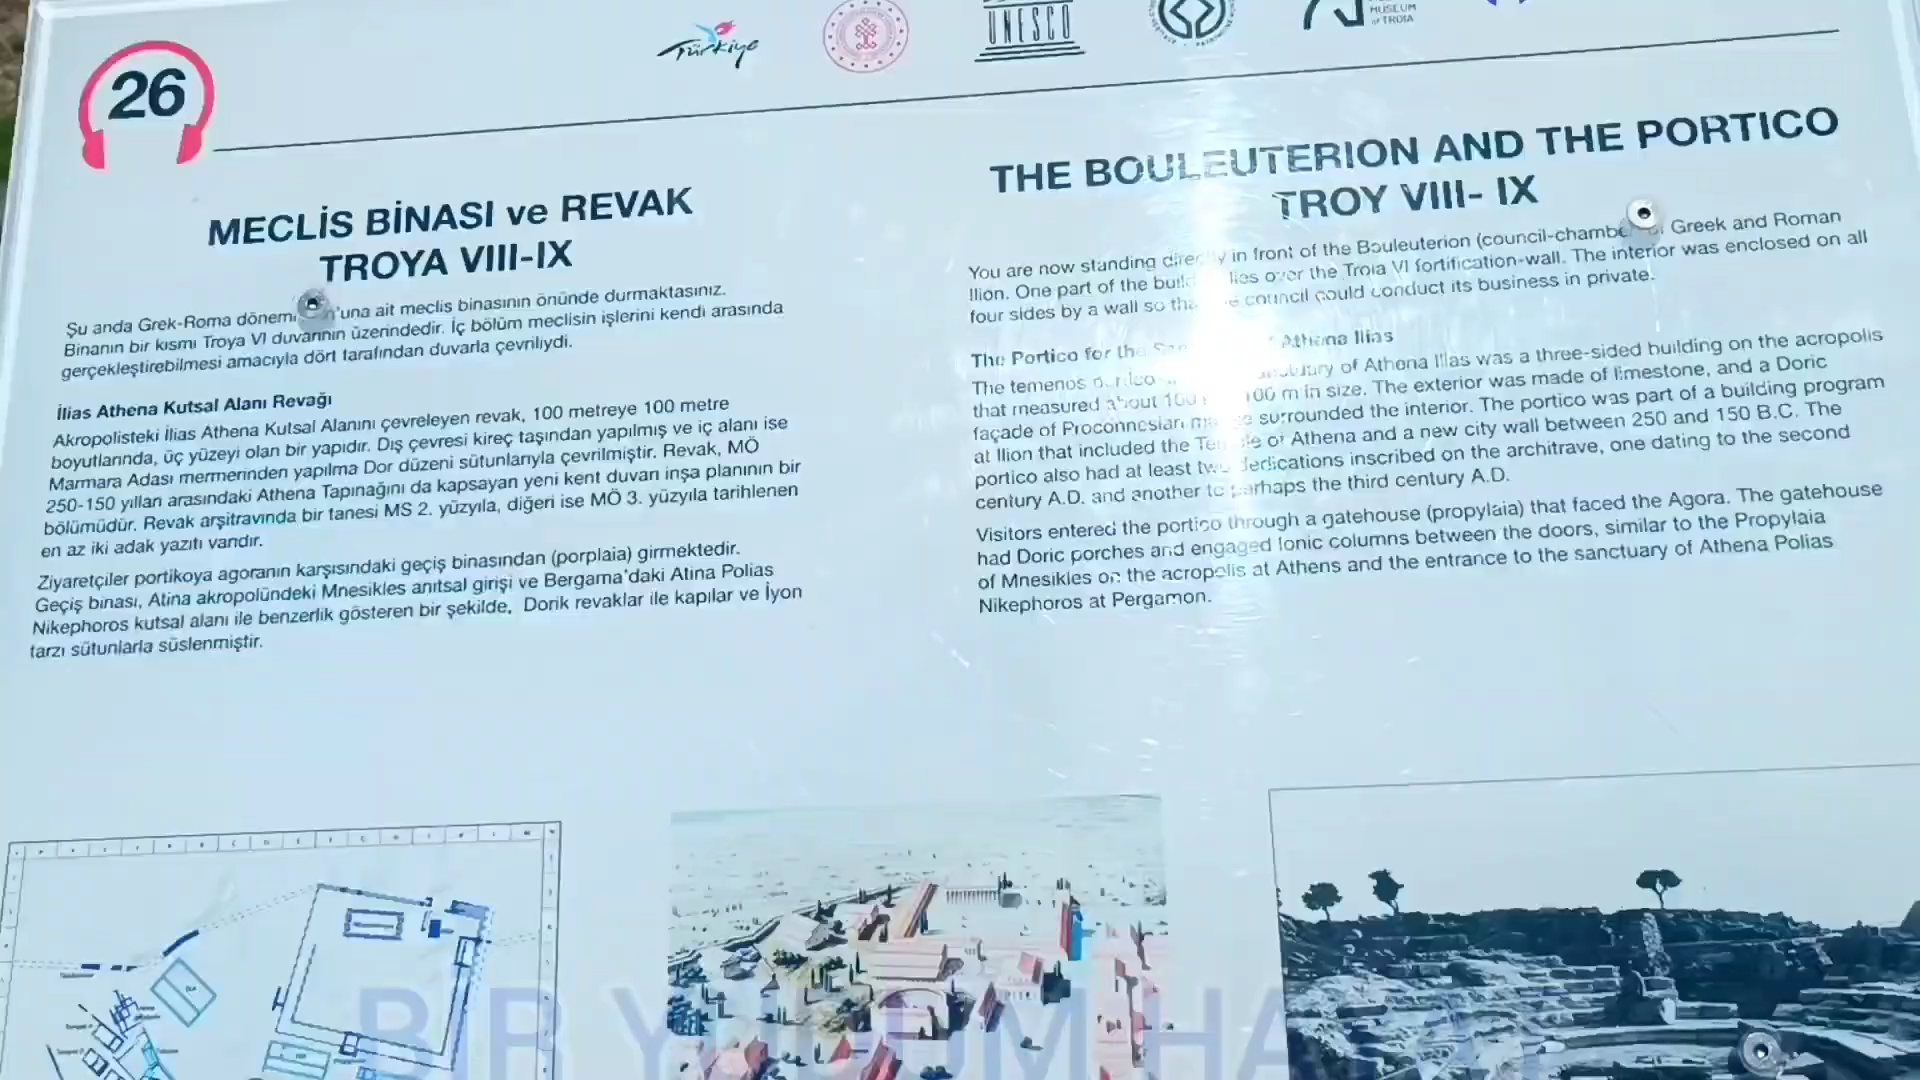 26
Türkiye
UNESCO
MUSEUM
of TROIA
MECLİS BİNASI ve REVAK
TROYA VIII-IX
Şu anda Grek-Roma dönemi 'una ait meclis binasının önünde durmaktasınız.
Binanın bir kısmı Troya VI duvarının üzerindedir. İç bölüm meclisin işlerini kendi arasında
gerçekleştirebilmesi amacıyla dört tarafından duvarla çevriliydi.
İlias Athena Kutsal Alanı Revağı
Akropolisteki İlias Athena Kutsal Alanını çevreleyen revak, 100 metreye 100 metre
boyutlarında, üç yüzeyi olan bir yapıdır. Dış çevresi kireç taşından yapılmış ve iç alanı ise
Marmara Adası mermerinden yapılma Dor düzeni sütunlarıyla çevrilmiştir. Revak, MÖ
250-150 yılları arasındaki Athena Tapınağını da kapsayan yeni kent duvarı inşa planının bir
bölümüdür. Revak arşitravında bir tanesi MS 2. yüzyıla, diğeri ise MÖ 3. yüzyıla tarihlenen
en az iki adak yazıtı vardır.
Ziyaretçiler portikoya agoranın karşısındaki geçiş binasından (porplaia) girmektedir.
Geçiş binası, Atina akropolündeki Mnesikles anıtsal girişi ve Bergama'daki Atina Polias
Nikephoros kutsal alanı ile benzerlik gösteren bir şekilde, Dorik revaklar ile kapılar ve İyon
tarzı sütunlarla süslenmiştir.
THE BOULEUTERION AND THE PORTICO
TROY VIII- IX
You are now standing directly in front of the Bouleuterion (council-chamber Greek and Roman
Ilion. One part of the building lies over the Troia VI fortification-wall. The interior was enclosed on all
four sides by a wall so that the council could conduct its business in private.
The Portico for the Athena Ilias
The temenos portico of Athena Ilias was a three-sided building on the acropolis
that measured about 100 100 m in size. The exterior was made of limestone, and a Doric
façade of Proconnesian surrounded the interior. The portico was part of a building program
at Ilion that included the Temple of Athena and a new city wall between 250 and 150 B.C. The
portico also had at least two dedications inscribed on the architrave, one dating to the second
century A.D. and another to perhaps the third century A.D.
Visitors entered the portico through a gatehouse (propylaia) that faced the Agora. The gatehouse
had Doric porches and engaged Ionic columns between the doors, similar to the Propylaia
of Mnesikles on the acropolis at Athens and the entrance to the sanctuary of Athena Polias
Nikephoros at Pergamon.
BİR YUDUM